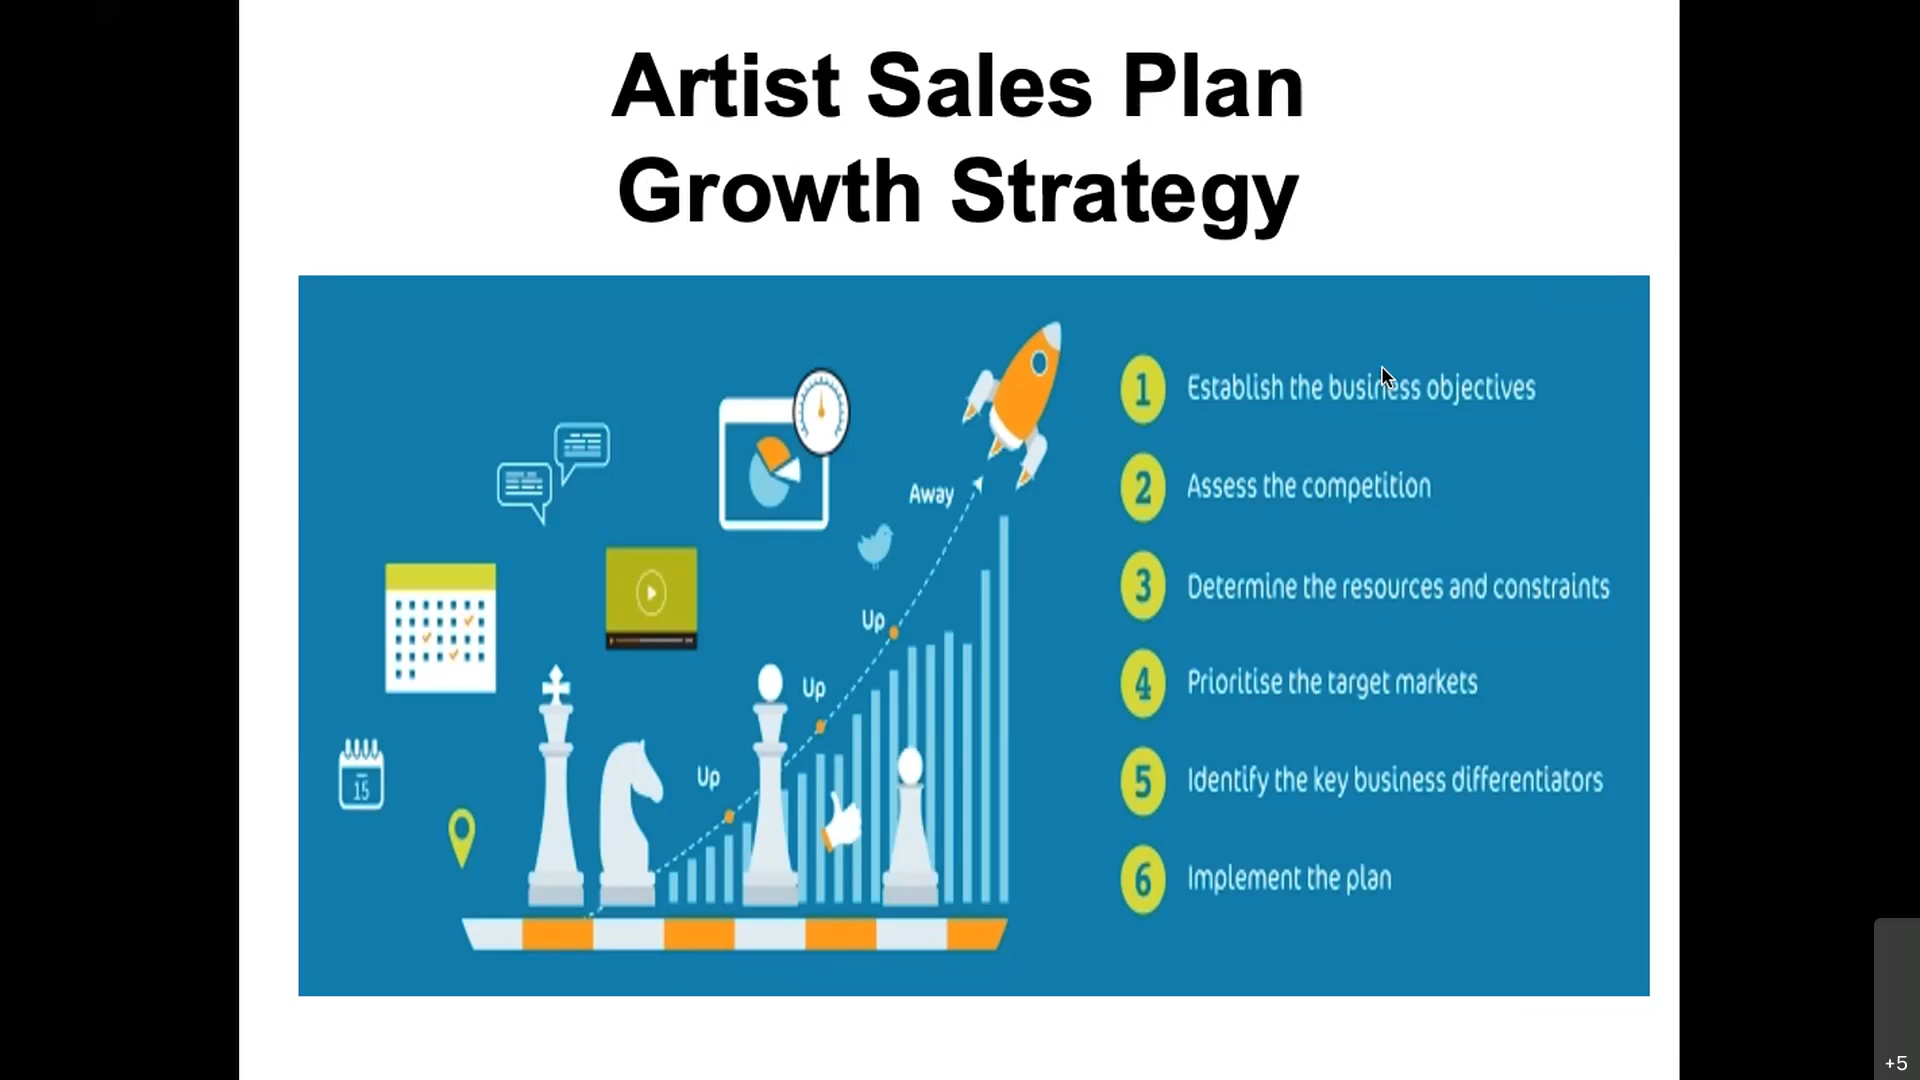 Artist Sales Plan
Growth Strategy
Away
Up
Up
Up
15
1 Establish the business objectives
2 Assess the competition
3 Determine the resources and constraints
4 Prioritise the target markets
5 Identify the key business differentiators
6 Implement the plan
+5